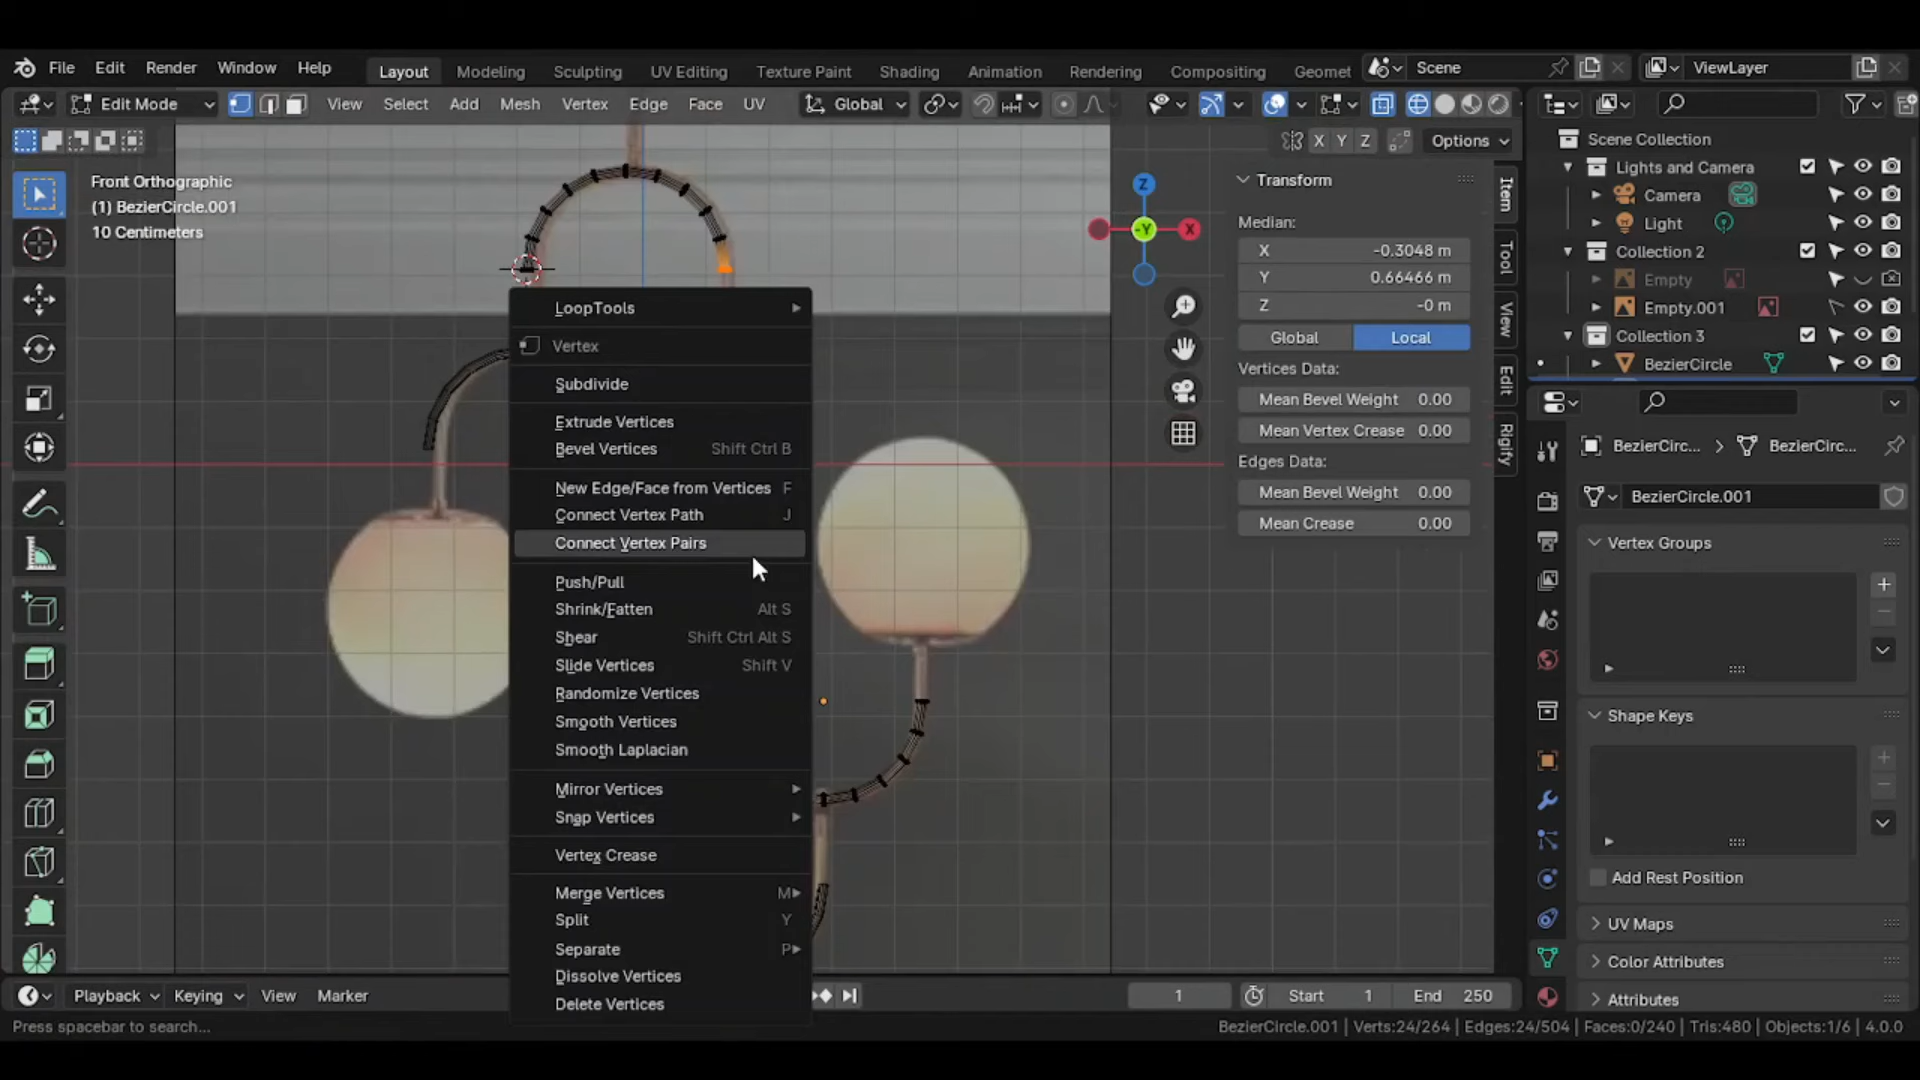 File Edit Render Window Help Layout Modeling Sculpting UV Editing Texture Paint Shading Animation Rendering Compositing Geomet Scene ViewLayer
Edit Mode View Select Add Mesh Vertex Edge Face UV Global
X Y Z Options
Front Orthographic
(1) BezierCircle.001
10 Centimeters
Z
-Y
X
LoopTools
Vertex
Subdivide
Extrude Vertices
Bevel Vertices Shift Ctrl B
New Edge/Face from Vertices F
Connect Vertex Path J
Connect Vertex Pairs
Push/Pull
Shrink/Fatten Alt S
Shear Shift Ctrl Alt S
Slide Vertices Shift V
Randomize Vertices
Smooth Vertices
Smooth Laplacian
Mirror Vertices
Snap Vertices
Vertex Crease
Merge Vertices M
Split Y
Separate P
Dissolve Vertices
Delete Vertices
Transform
Median:
X -0.3048 m
Y 0.66466 m
Z -0 m
Global Local
Vertices Data:
Mean Bevel Weight 0.00
Mean Vertex Crease 0.00
Edges Data:
Mean Bevel Weight 0.00
Mean Crease 0.00
Item
Tool
View
Edit
Rigify
Scene Collection
Lights and Camera
Camera
Light
Collection 2
Empty
Empty.001
Collection 3
BezierCircle
BezierCirc... > BezierCirc...
BezierCircle.001
Vertex Groups
Shape Keys
Add Rest Position
UV Maps
Color Attributes
Attributes
Playback Keying View Marker 1 Start 1 End 250
Press spacebar to search... BezierCircle.001 | Verts:24/264 | Edges:24/504 | Faces:0/240 | Tris:480 | Objects:1/6 | 4.0.0